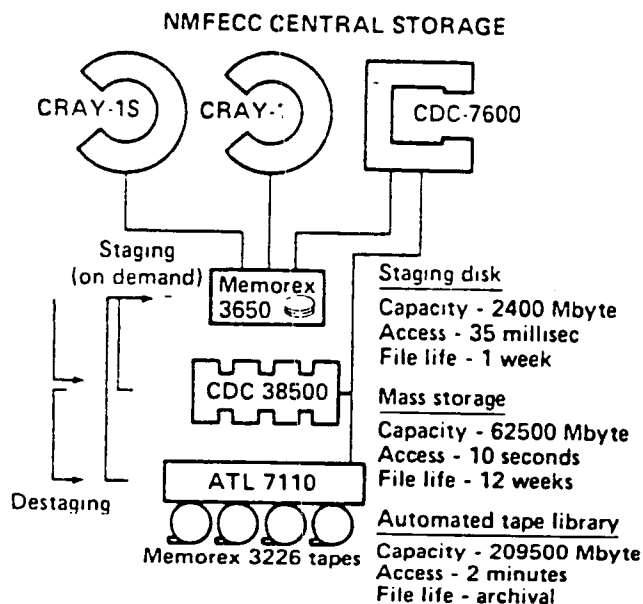 NMFECC CENTRAL STORAGE
CRAY-1S
CRAY-1
CDC-7600
Staging
(on demand)
Memorex
3650
Staging disk
Capacity - 2400 Mbyte
Access - 35 millisec
File life - 1 week
CDC 38500
Mass storage
Capacity - 62500 Mbyte
Access - 10 seconds
File life - 12 weeks
ATL 7110
Destaging
Memorex 3226 tapes
Automated tape library
Capacity - 209500 Mbyte
Access - 2 minutes
File life - archival